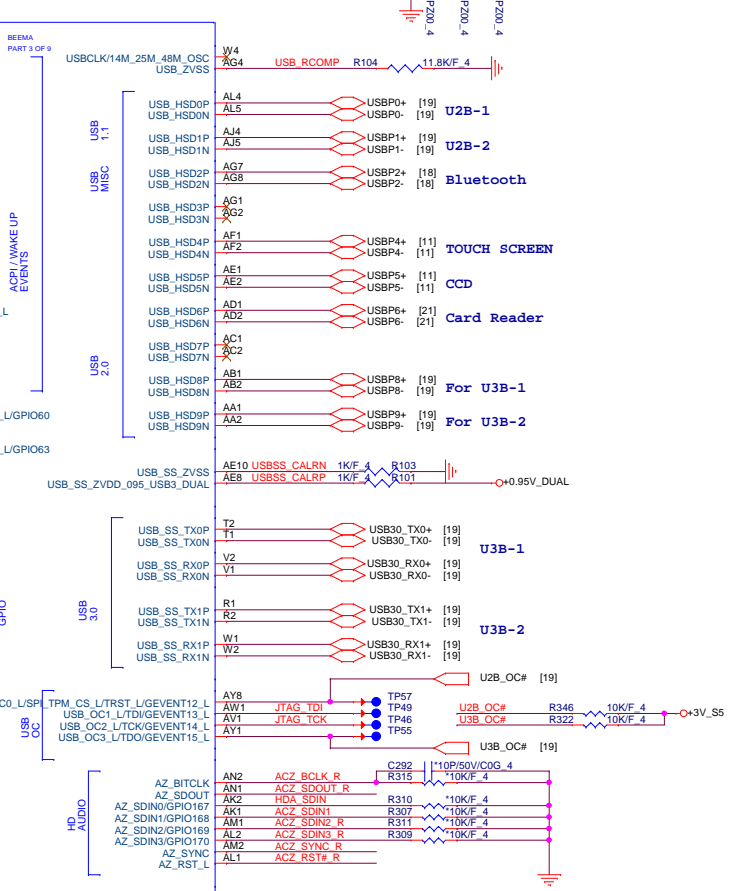 PZ00_4 PZ00_4 PZ00_4
BEEMA
PART 3 OF 9
USBCLK/14M_25M_48M_OSC W4
USB_ZVSS AG4 USB_RCOMP R104 11.8K/F_4
USB_HSD0P AL4 USBP0+ [19]
USB_HSD0N AL5 USBP0- [19] U2B-1
USB 1.1
USB_HSD1P AJ4 USBP1+ [19]
USB_HSD1N AJ5 USBP1- [19] U2B-2
USB MISC
USB_HSD2P AG7 USBP2+ [18]
USB_HSD2N AG8 USBP2- [18] Bluetooth
USB_HSD3P AG1
USB_HSD3N AG2
ACPI / WAKE UP EVENTS
USB_HSD4P AF1 USBP4+ [11]
USB_HSD4N AF2 USBP4- [11] TOUCH SCREEN
USB_HSD5P AE1 USBP5+ [11]
USB_HSD5N AE2 USBP5- [11] CCD
_L
USB_HSD6P AD1 USBP6+ [21]
USB_HSD6N AD2 USBP6- [21] Card Reader
USB_HSD7P AC1
USB_HSD7N AC2
USB 2.0
USB_HSD8P AB1 USBP8+ [19]
USB_HSD8N AB2 USBP8- [19] For U3B-1
_L/GPIO60
USB_HSD9P AA1 USBP9+ [19]
USB_HSD9N AA2 USBP9- [19] For U3B-2
_L/GPIO63
USB_SS_ZVSS AE10 USBSS_CALRN 1K/F_4 R103
USB_SS_ZVDD_095_USB3_DUAL AE8 USBSS_CALRP 1K/F_4 R101 +0.95V_DUAL
USB_SS_TX0P T2 USB30_TX0+ [19]
USB_SS_TX0N T1 USB30_TX0- [19]
U3B-1
USB_SS_RX0P V2 USB30_RX0+ [19]
USB_SS_RX0N V1 USB30_RX0- [19]
GPIO
USB 3.0
USB_SS_TX1P R1 USB30_TX1+ [19]
USB_SS_TX1N R2 USB30_TX1- [19]
U3B-2
USB_SS_RX1P W1 USB30_RX1+ [19]
USB_SS_RX1N W2 USB30_RX1- [19]
U2B_OC# [19]
C0_L/SPI_TPM_CS_L/TRST_L/GEVENT12_L AY8 TP57
USB_OC1_L/TDI/GEVENT13_L AW1 JTAG_TDI TP49 U2B_OC# R346 10K/F_4 +3V_S5
USB_OC2_L/TCK/GEVENT14_L AV1 JTAG_TCK TP46 U3B_OC# R322 10K/F_4
USB_OC3_L/TDO/GEVENT15_L AY1 TP55
USB OC
U3B_OC# [19]
C292 *10P/50V/C0G_4
AZ_BITCLK AN2 ACZ_BCLK_R R315 *10K/F_4
AZ_SDOUT AN1 ACZ_SDOUT_R
AZ_SDIN0/GPIO167 AK2 HDA_SDIN R310 *10K/F_4
AZ_SDIN1/GPIO168 AK1 ACZ_SDIN1 R307 *10K/F_4
AZ_SDIN2/GPIO169 AM1 ACZ_SDIN2_R R311 *10K/F_4
AZ_SDIN3/GPIO170 AL2 ACZ_SDIN3_R R309 *10K/F_4
AZ_SYNC AM2 ACZ_SYNC_R
AZ_RST_L AL1 ACZ_RST#_R
HD AUDIO